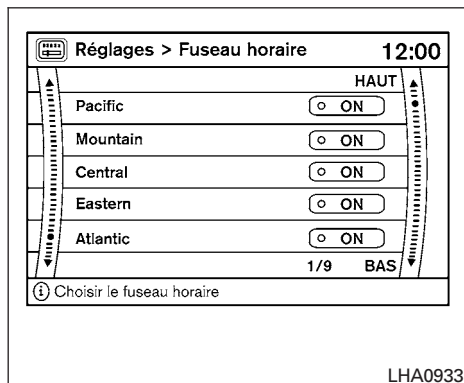 Réglages > Fuseau horaire 12:00
HAUT
Pacific ON
Mountain ON
Central ON
Eastern ON
Atlantic ON
1/9 BAS
i Choisir le fuseau horaire
LHA0933